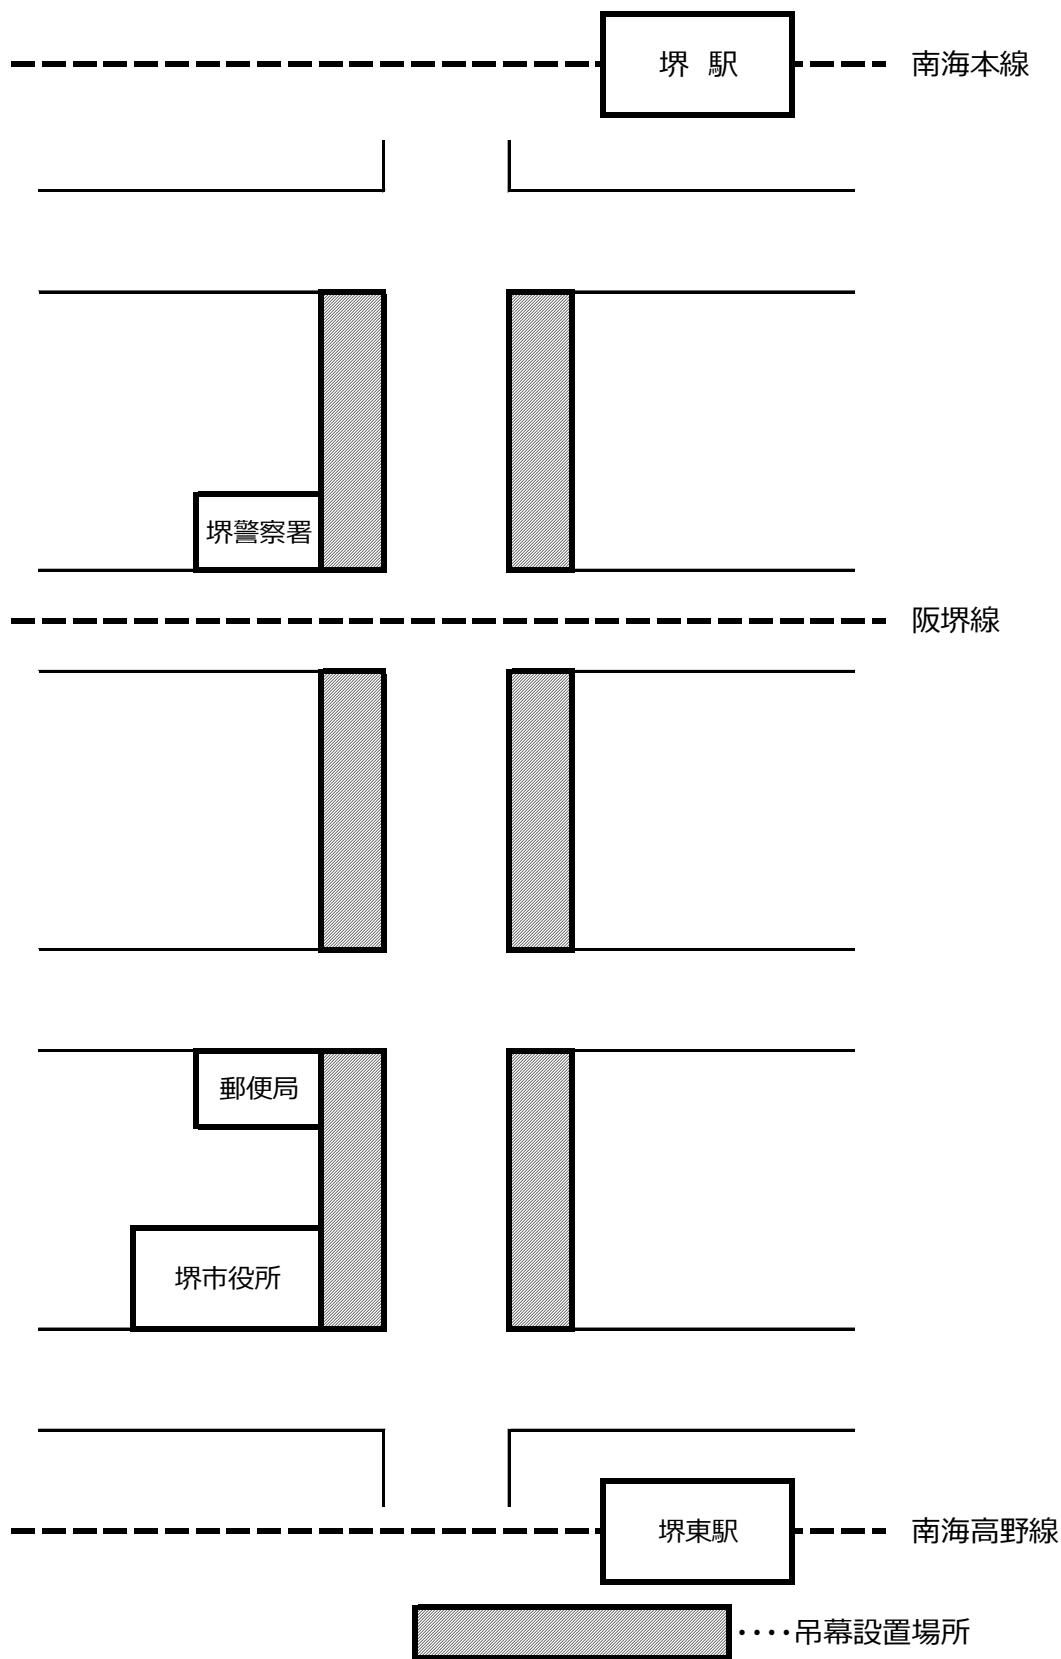 堺 駅
南海本線
堺警察署
阪堺線
郵便局
堺市役所
堺東駅
南海高野線
････吊幕設置場所